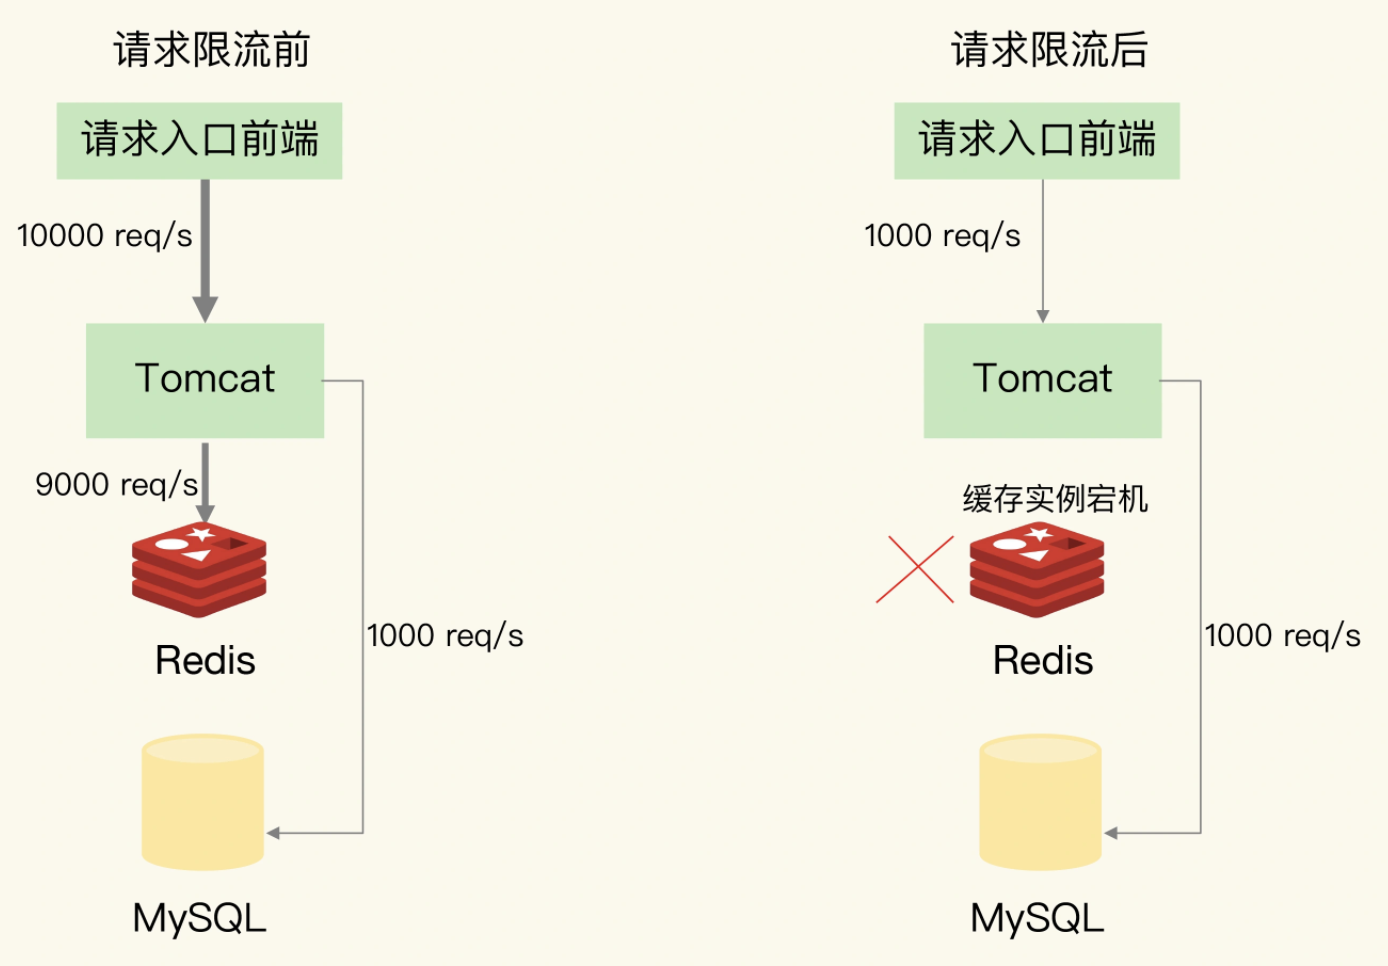 请求限流前
请求入口前端
10000 req/s
Tomcat
9000 req/s
Redis
1000 req/s
MySQL
请求限流后
请求入口前端
1000 req/s
Tomcat
缓存实例宕机
Redis
1000 req/s
MySQL